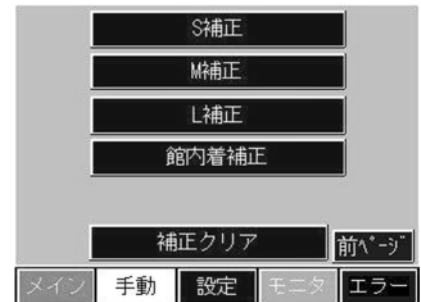 S補正
M補正
L補正
館内着補正
補正クリア 前ﾍﾟｰｼﾞ
メイン 手動 設定 モニタ エラー